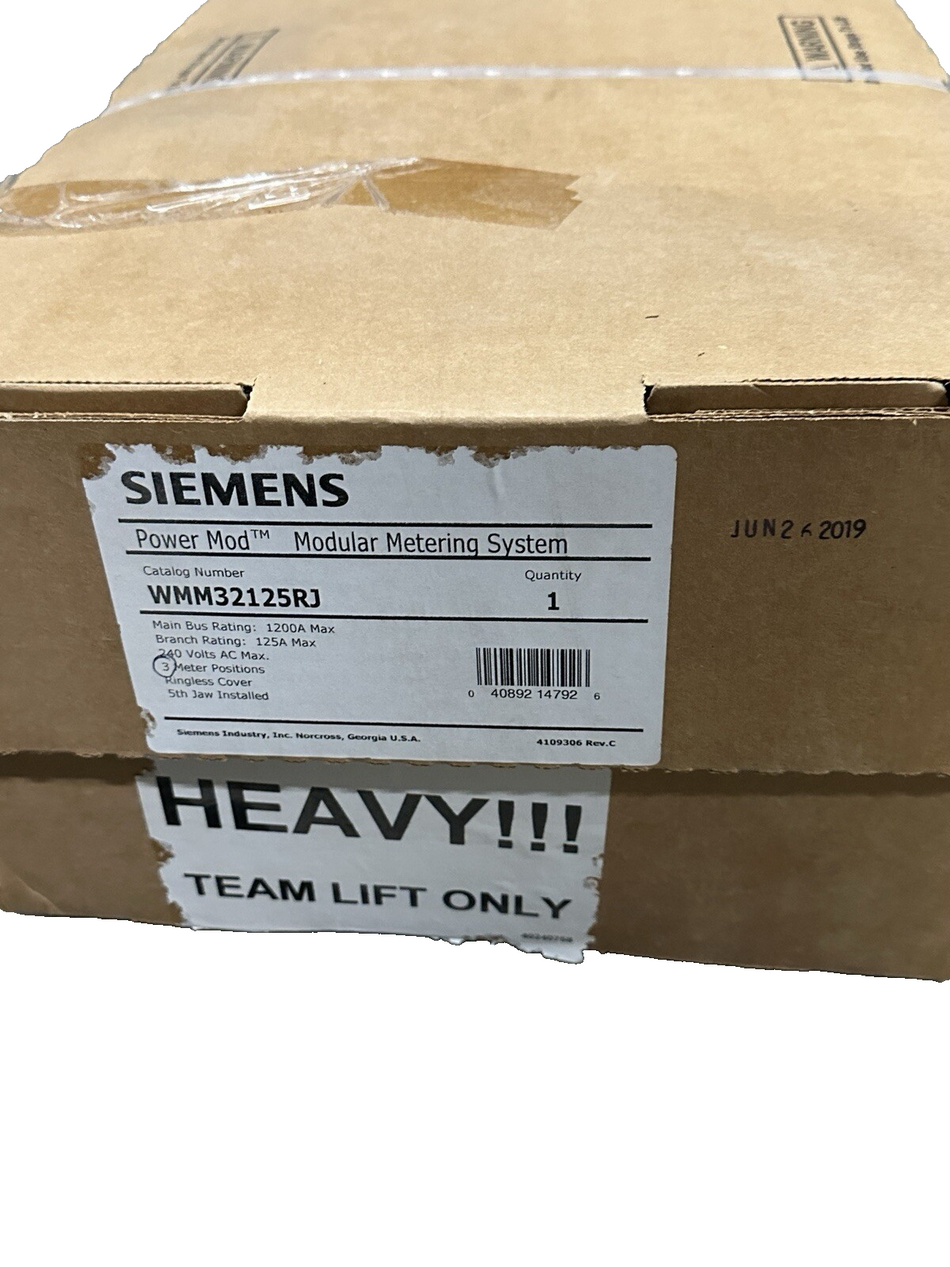 WARNING
WARNING
SIEMENS
Power Mod™ Modular Metering System
Catalog Number Quantity
WMM32125RJ 1
Main Bus Rating: 1200A Max
Branch Rating: 125A Max
240 Volts AC Max.
3 Meter Positions
Ringless Cover
5th Jaw Installed
0 40892 14792 6
Siemens Industry, Inc. Norcross, Georgia U.S.A. 4109306 Rev.C
JUN 26 2019
HEAVY!!!
TEAM LIFT ONLY